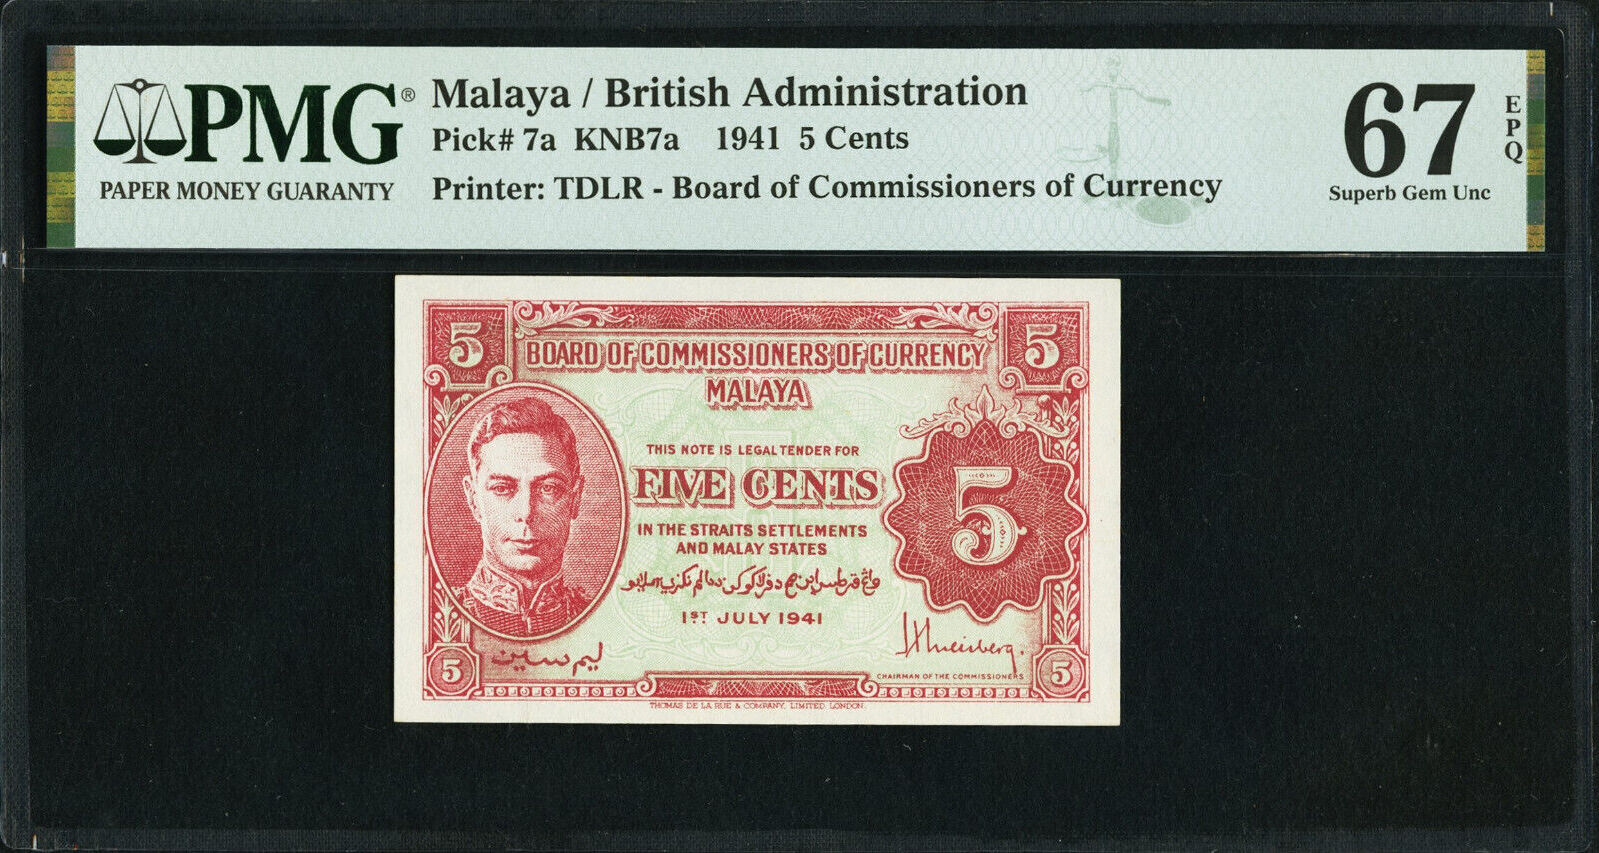 PMG®
PAPER MONEY GUARANTY
Malaya / British Administration
Pick# 7a KNB7a 1941 5 Cents
Printer: TDLR - Board of Commissioners of Currency
67
EPQ
Superb Gem Unc
5
5
BOARD OF COMMISSIONERS OF CURRENCY
MALAYA
THIS NOTE IS LEGAL TENDER FOR
FIVE CENTS
IN THE STRAITS SETTLEMENTS
AND MALAY STATES
5
1ST JULY 1941
ليم سين
CHAIRMAN OF THE COMMISSIONERS
5
5
THOMAS DE LA RUE & COMPANY, LIMITED, LONDON.